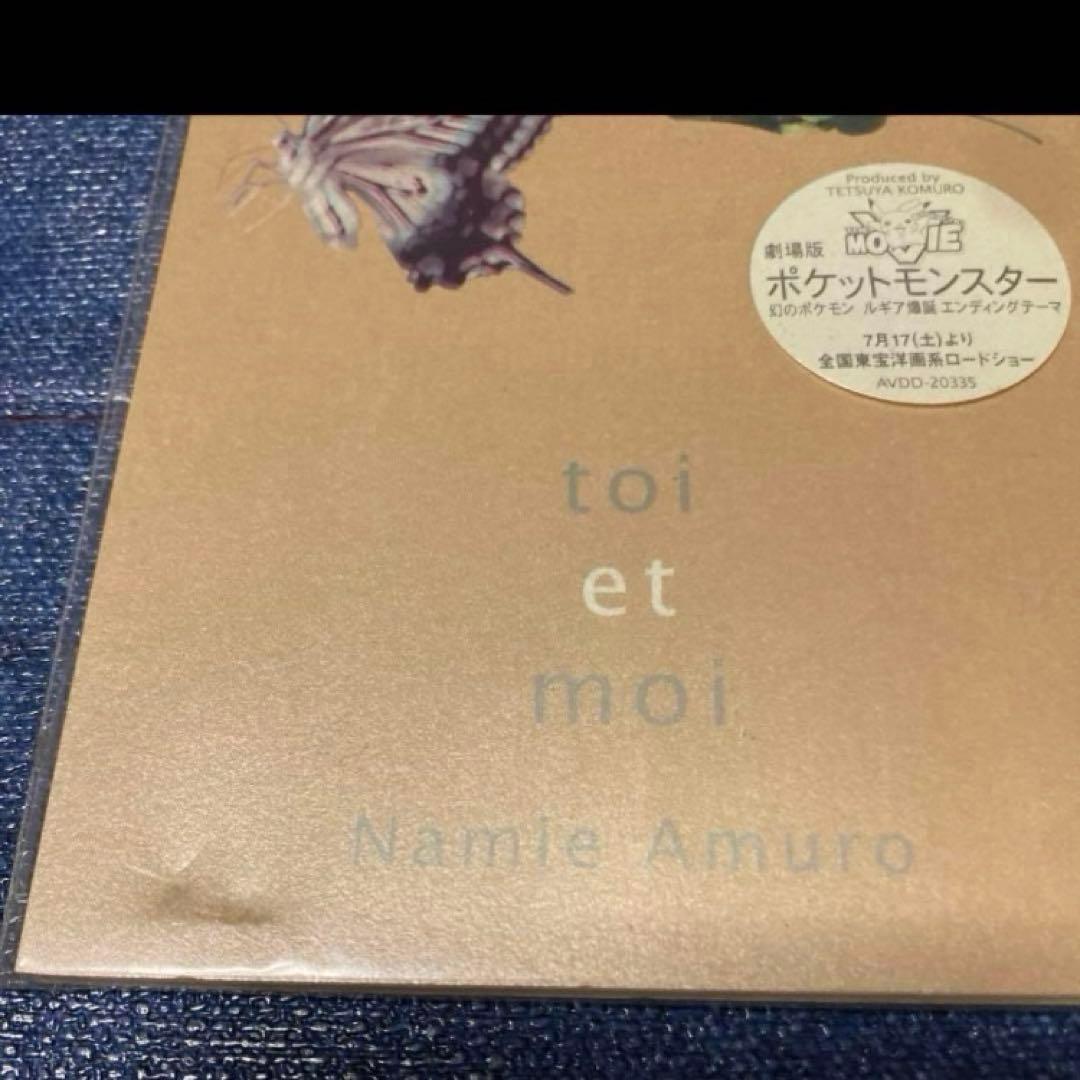 Produced by
TETSUYA KOMURO
MOVIE
劇場版
ポケットモンスター
幻のポケモン ルギア爆誕 エンディングテーマ
7月17(土)より
全国東宝洋画系ロードショー
AVDD-20335
toi
et
moi
Namie Amuro